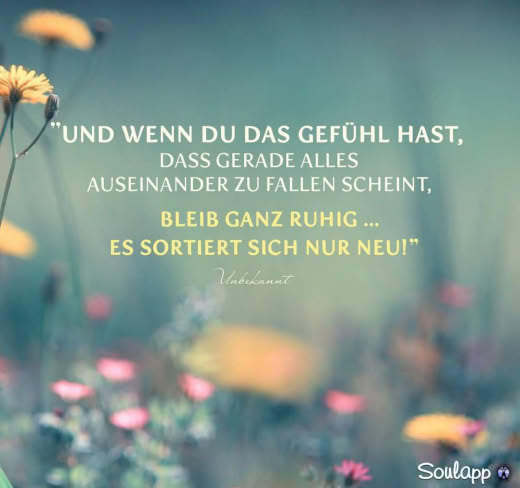 "UND WENN DU DAS GEFÜHL HAST,
DASS GERADE ALLES
AUSEINANDER ZU FALLEN SCHEINT,
BLEIB GANZ RUHIG ...
ES SORTIERT SICH NUR NEU!"
Unbekannt
Soulapp